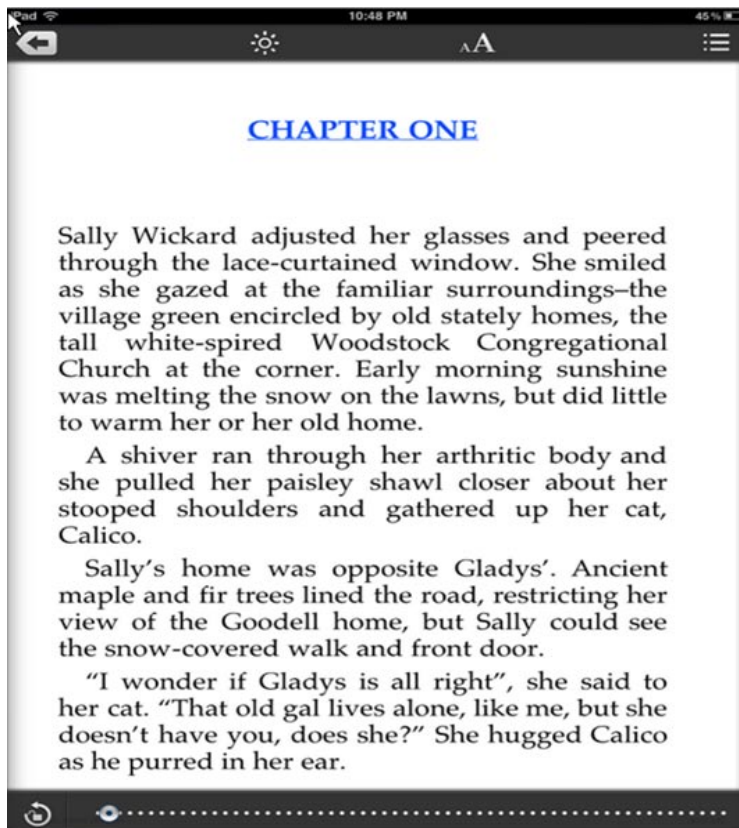 iPad 10:48 PM 45%
AA
CHAPTER ONE
Sally Wickard adjusted her glasses and peered
through the lace-curtained window. She smiled
as she gazed at the familiar surroundings–the
village green encircled by old stately homes, the
tall white-spired Woodstock Congregational
Church at the corner. Early morning sunshine
was melting the snow on the lawns, but did little
to warm her or her old home.
A shiver ran through her arthritic body and
she pulled her paisley shawl closer about her
stooped shoulders and gathered up her cat,
Calico.
Sally’s home was opposite Gladys’. Ancient
maple and fir trees lined the road, restricting her
view of the Goodell home, but Sally could see
the snow-covered walk and front door.
“I wonder if Gladys is all right”, she said to
her cat. “That old gal lives alone, like me, but she
doesn’t have you, does she?” She hugged Calico
as he purred in her ear.